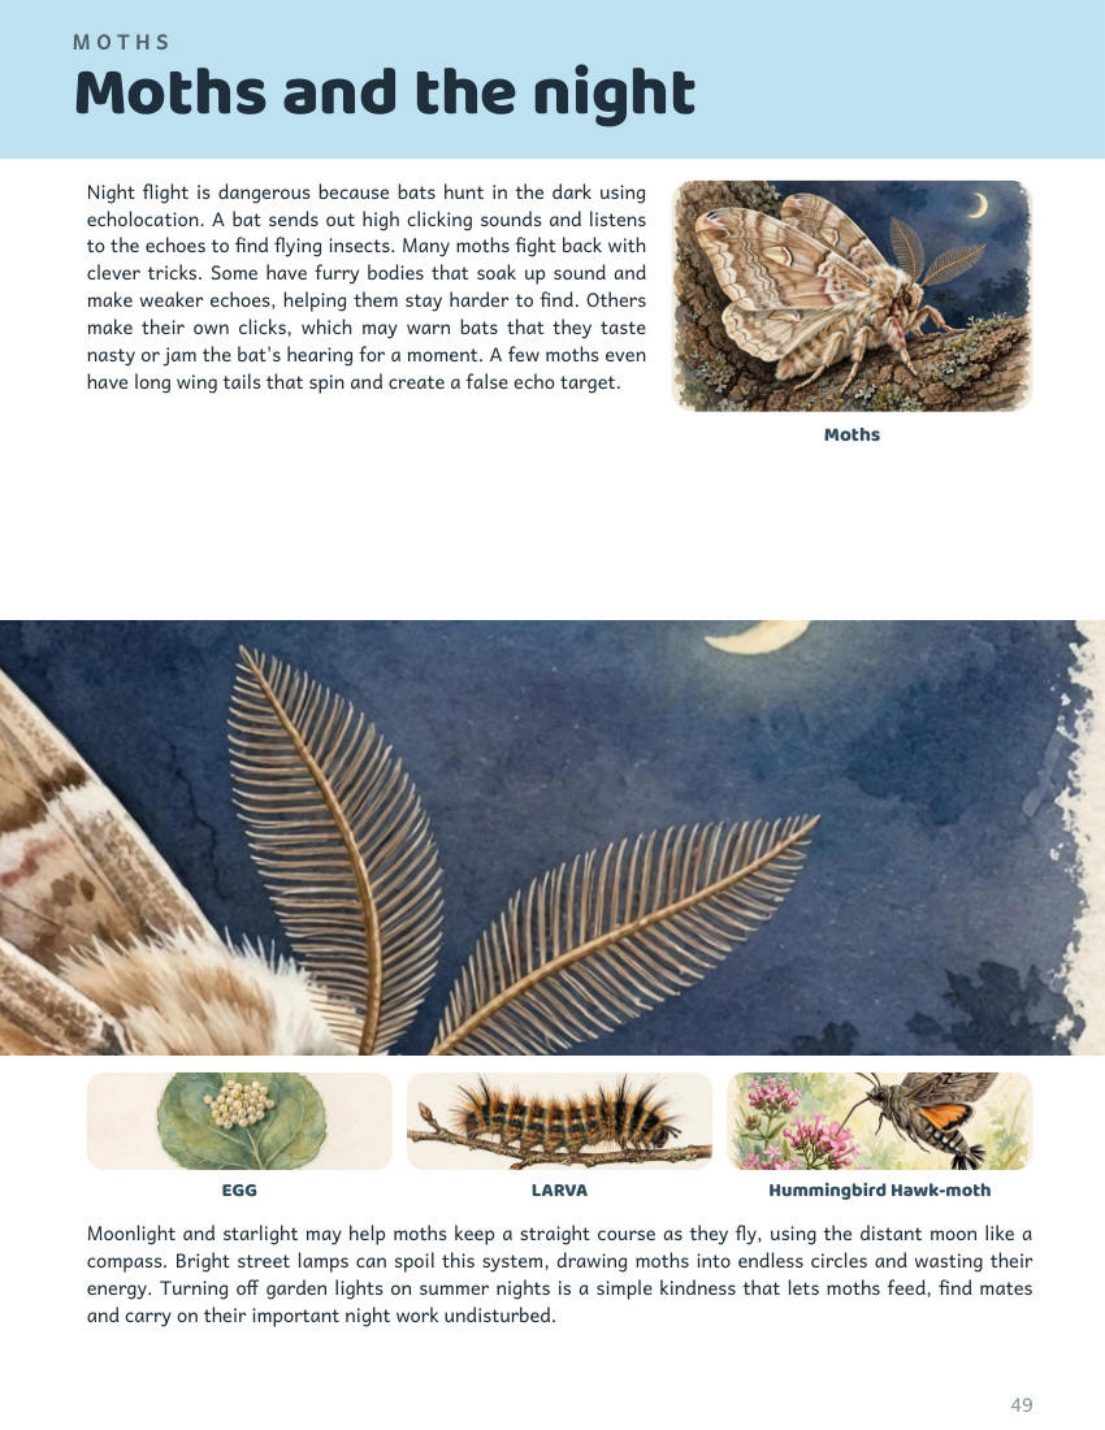 MOTHS
Moths and the night
Night flight is dangerous because bats hunt in the dark using
echolocation. A bat sends out high clicking sounds and listens
to the echoes to find flying insects. Many moths fight back with
clever tricks. Some have furry bodies that soak up sound and
make weaker echoes, helping them stay harder to find. Others
make their own clicks, which may warn bats that they taste
nasty or jam the bat's hearing for a moment. A few moths even
have long wing tails that spin and create a false echo target.
Moths
EGG
LARVA
Hummingbird Hawk-moth
Moonlight and starlight may help moths keep a straight course as they fly, using the distant moon like a
compass. Bright street lamps can spoil this system, drawing moths into endless circles and wasting their
energy. Turning off garden lights on summer nights is a simple kindness that lets moths feed, find mates
and carry on their important night work undisturbed.
49